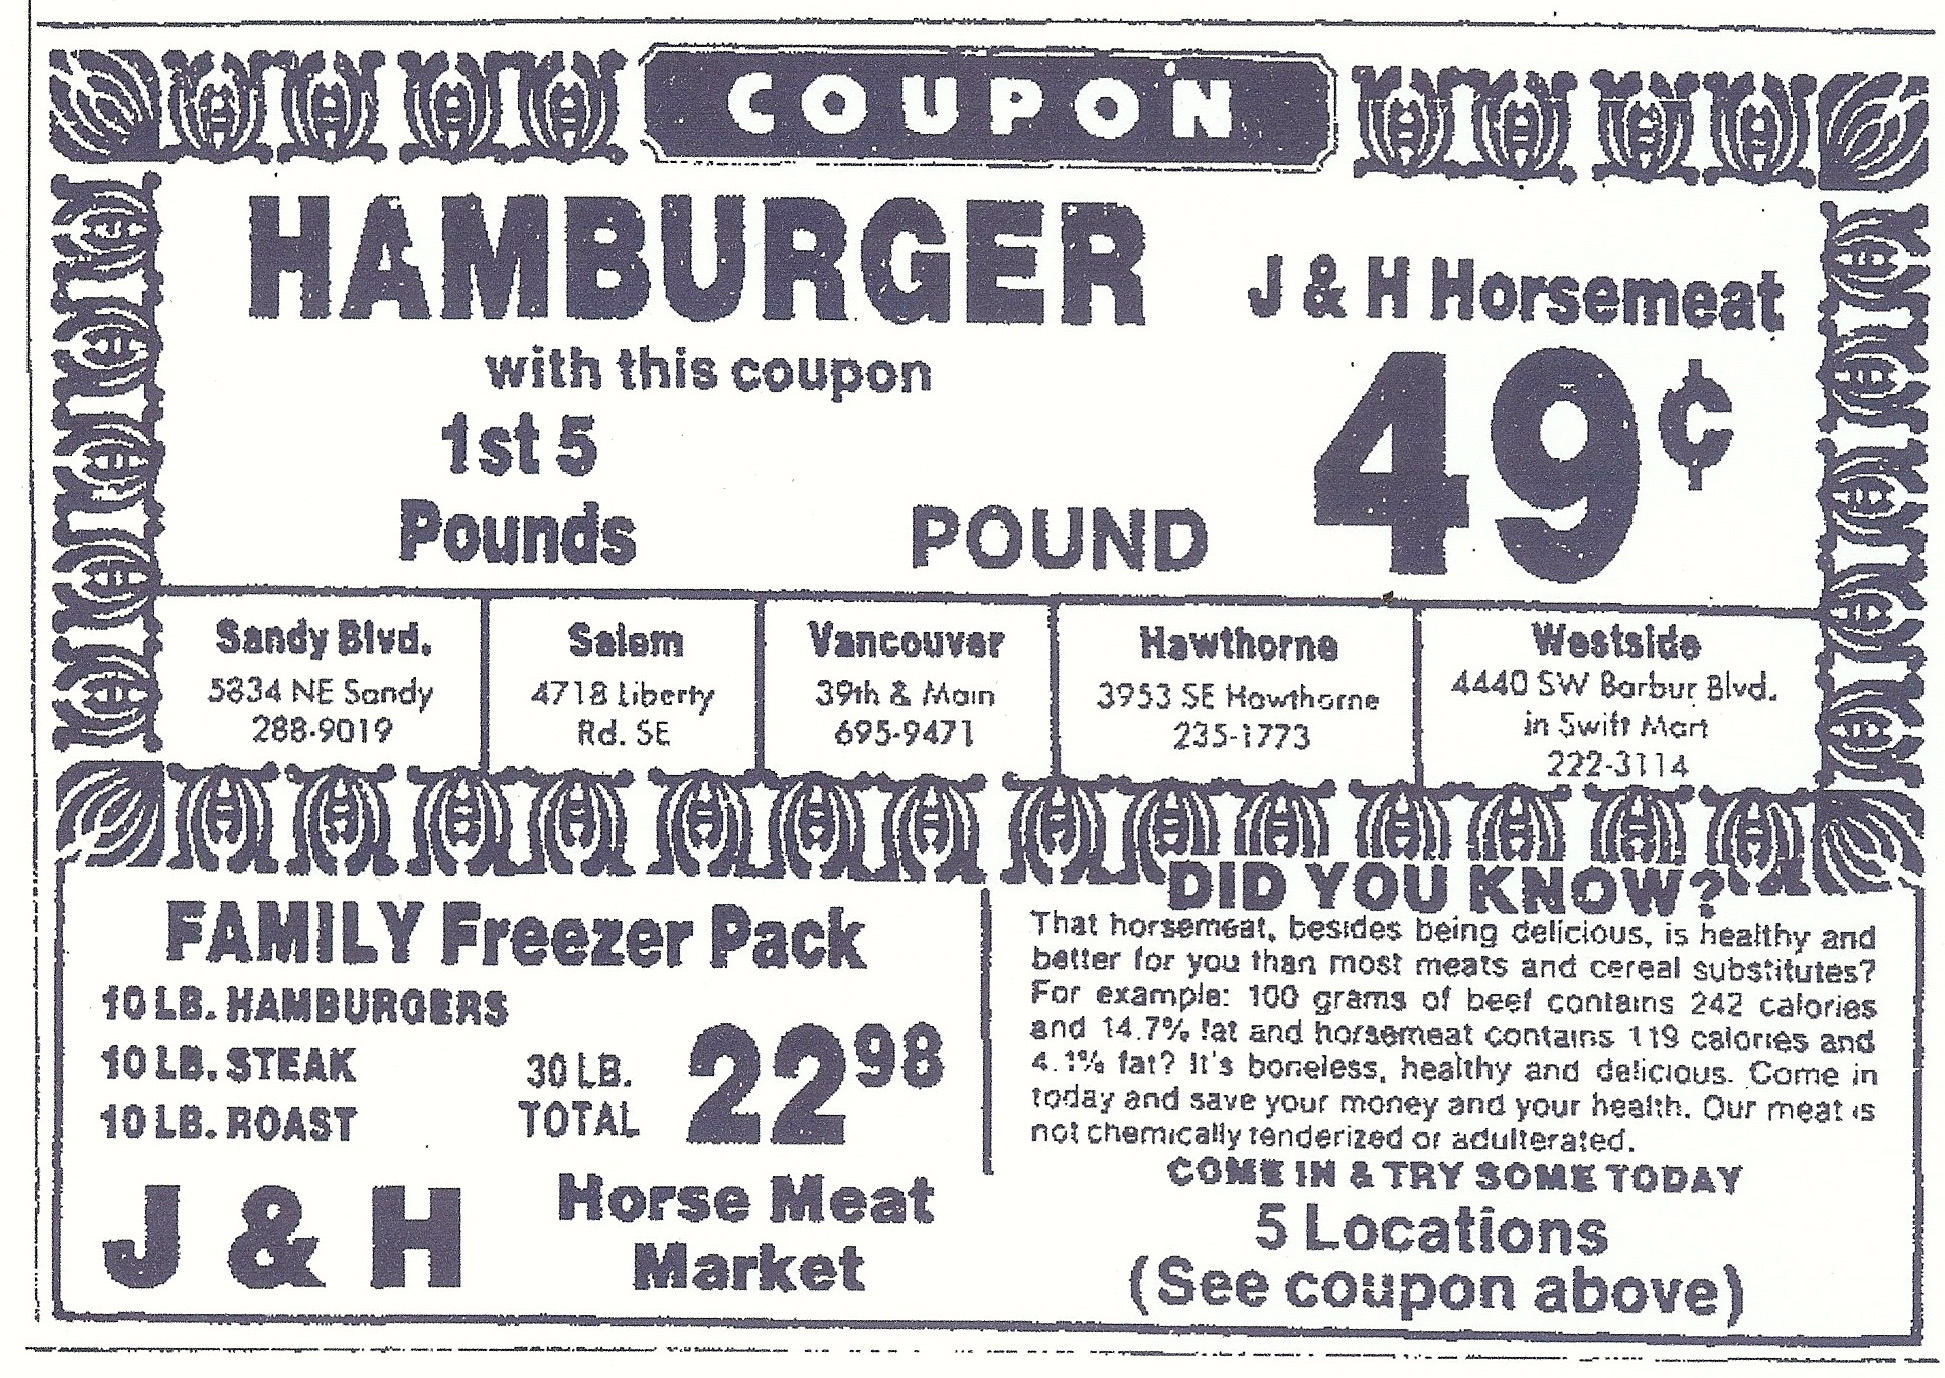 COUPON
HAMBURGER
J & H Horsemeat
with this coupon
1st 5
Pounds
POUND
49¢
Sandy Blvd.
5834 NE Sandy
288-9019
Salem
4718 Liberty
Rd. SE
Vancouver
39th & Main
695-9471
Hawthorne
3953 SE Hawthorne
235-1773
Westside
4440 SW Barbur Blvd.
in Swift Mart
222-3114
FAMILY Freezer Pack
10 LB. HAMBURGERS
10 LB. STEAK
10 LB. ROAST
30 LB.
TOTAL
22 98
J & H
Horse Meat
Market
DID YOU KNOW?
That horsemeat, besides being delicious, is healthy and
better for you than most meats and cereal substitutes?
For example: 100 grams of beef contains 242 calories
and 14.7% fat and horsemeat contains 119 calories and
4.1% fat? It's boneless, healthy and delicious. Come in
today and save your money and your health. Our meat is
not chemically tenderized or adulterated.
COME IN & TRY SOME TODAY
5 Locations
(See coupon above)